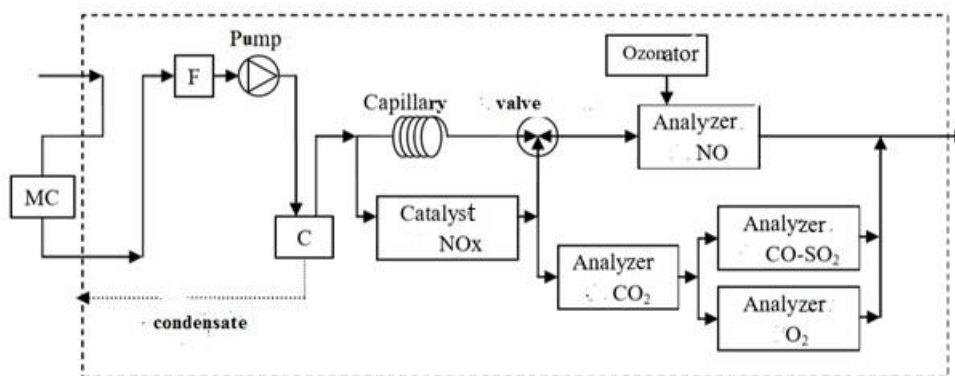 Pump
Ozonator
F
Capillary
valve
Analyzer
NO
MC
Catalyst
NOx
C
Analyzer
CO-SO₂
Analyzer
CO₂
condensate
Analyzer
O₂